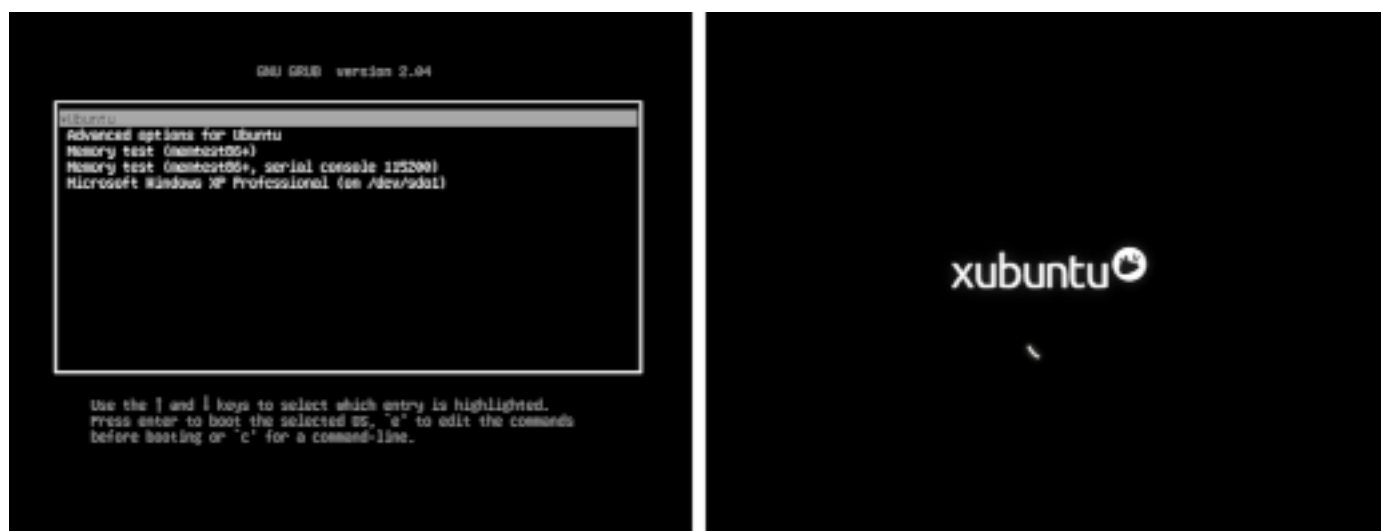 GNU GRUB version 2.04
*Ubuntu
Advanced options for Ubuntu
Memory test (memtest86+)
Memory test (memtest86+, serial console 115200)
Microsoft Windows XP Professional (on /dev/sda1)
Use the ↑ and ↓ keys to select which entry is highlighted.
Press enter to boot the selected OS, `e' to edit the commands
before booting or `c' for a command-line.
xubuntu